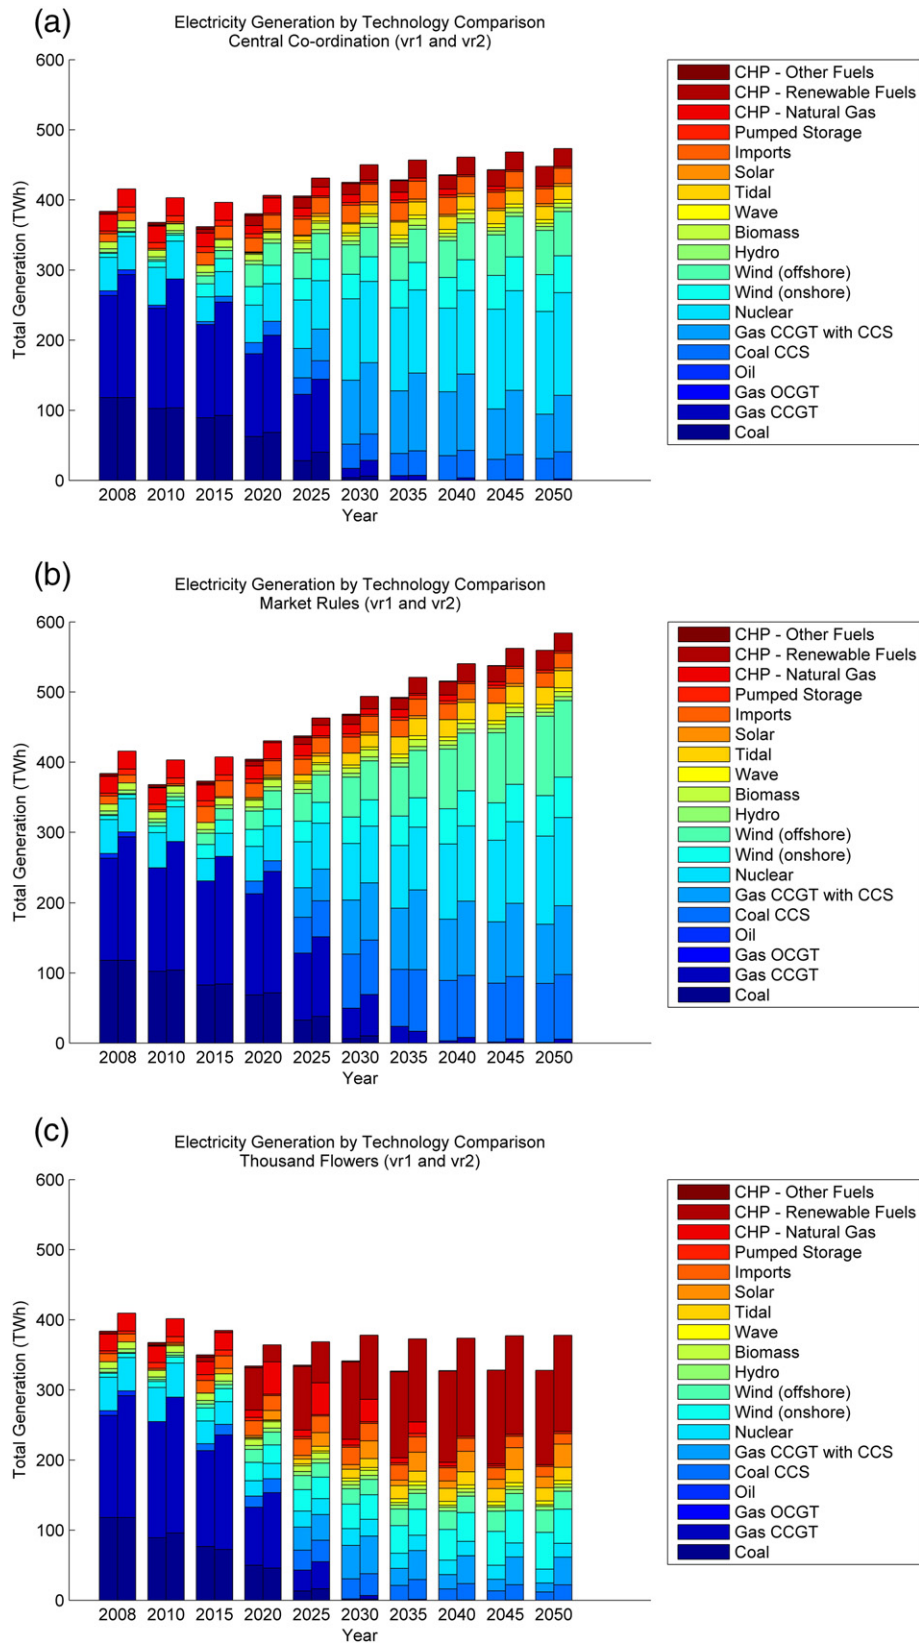 (a)
Electricity Generation by Technology Comparison
Central Co-ordination (vr1 and vr2)
600
500
400
300
200
100
0
Total Generation (TWh)
2008 2010 2015 2020 2025 2030 2035 2040 2045 2050
Year
CHP - Other Fuels
CHP - Renewable Fuels
CHP - Natural Gas
Pumped Storage
Imports
Solar
Tidal
Wave
Biomass
Hydro
Wind (offshore)
Wind (onshore)
Nuclear
Gas CCGT with CCS
Coal CCS
Oil
Gas OCGT
Gas CCGT
Coal
(b)
Electricity Generation by Technology Comparison
Market Rules (vr1 and vr2)
600
500
400
300
200
100
0
Total Generation (TWh)
2008 2010 2015 2020 2025 2030 2035 2040 2045 2050
Year
CHP - Other Fuels
CHP - Renewable Fuels
CHP - Natural Gas
Pumped Storage
Imports
Solar
Tidal
Wave
Biomass
Hydro
Wind (offshore)
Wind (onshore)
Nuclear
Gas CCGT with CCS
Coal CCS
Oil
Gas OCGT
Gas CCGT
Coal
(c)
Electricity Generation by Technology Comparison
Thousand Flowers (vr1 and vr2)
600
500
400
300
200
100
0
Total Generation (TWh)
2008 2010 2015 2020 2025 2030 2035 2040 2045 2050
Year
CHP - Other Fuels
CHP - Renewable Fuels
CHP - Natural Gas
Pumped Storage
Imports
Solar
Tidal
Wave
Biomass
Hydro
Wind (offshore)
Wind (onshore)
Nuclear
Gas CCGT with CCS
Coal CCS
Oil
Gas OCGT
Gas CCGT
Coal